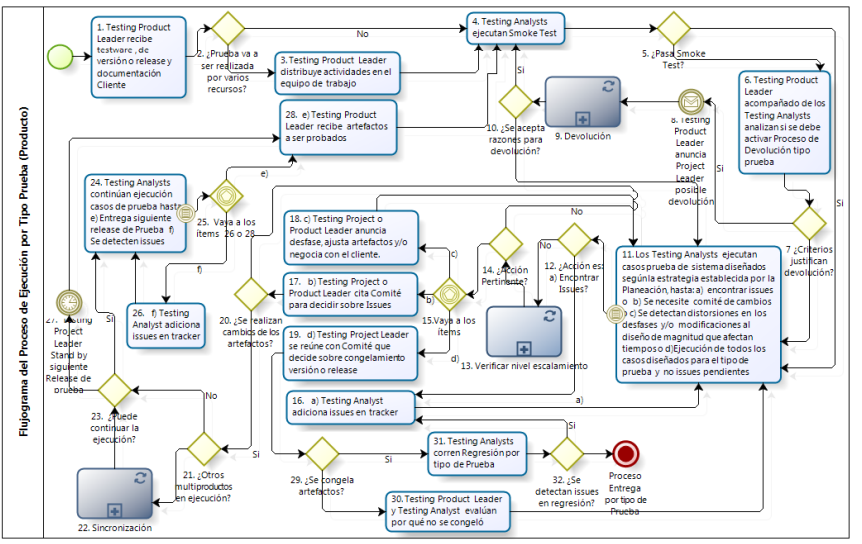 Flujograma del Proceso de Ejecución por Tipo Prueba (Producto)
1. Testing Product
Leader recibe
testware , de
versión o release y
documentación
Cliente
2. ¿Prueba va a
ser realizada
por varios
recursos?
No
Si
3. Testing Product Leader
distribuye actividades en el
equipo de trabajo
4. Testing Analysts
ejecutan Smoke Test
5. ¿Pasa Smoke
Test?
6. Testing Product
Leader
acompañado de los
Testing Analysts
analizan si se debe
activar Proceso de
Devolución tipo
prueba
7 ¿Criterios
justifican
devolución?
Si
Si
8. Testing
Product
Leader
anuncia
Project
Leader
posible
devolución
9. Devolución
10. ¿Se acepta
razones para
devolución?
Si
28. e) Testing Product
Leader recibe artefactos
a ser probados
e)
24. Testing Analysts
continúan ejecución
casos de prueba hasta
e) Entrega siguiente
release de Prueba f)
Se detecten issues
25. Vaya a los
ítems 26 o 28
f)
26. f) Testing
Analyst adiciona
issues en tracker
27. Testing
Project
Leader
Stand by
siguiente
Release de
prueba
Si
18. c) Testing Project o
Product Leader anuncia
desfase, ajusta artefactos y/o
negocia con el cliente.
c)
17. b) Testing Project o
Product Leader cita Comité
para decidir sobre Issues
b)
15.Vaya a los
ítems
d)
19. d) Testing Project Leader
se reúne con Comité que
decide sobre congelamiento
versión o release
16. a) Testing Analyst
adiciona issues en tracker
a)
14. ¿Acción
Pertinente?
No
No
12. ¿Acción es:
a) Encontrar
Issues?
13. Verificar nivel escalamiento
11. Los Testing Analysts ejecutan
casos prueba de sistema diseñados
según la estrategia establecida por la
Planeación, hasta: a) encontrar issues
o b) Se necesite comité de cambios
o c) Se detectan distorsiones en los
desfases y/o modificaciones al
diseño de magnitud que afectan
tiempos o d)Ejecución de todos los
casos diseñados para el tipo de
prueba y no issues pendientes
20. ¿Se realizan
cambios de los
artefactos?
Si
21. ¿Otros
multiproductos
en ejecución?
No
22. Sincronización
23. ¿Puede
continuar la
ejecución?
29. ¿Se congela
artefactos?
Si
30. Testing Product Leader
y Testing Analyst evalúan
por qué no se congeló
31. Testing Analysts
corren Regresión por
tipo de Prueba
32. ¿Se
detectan issues
en regresión?
Si
Proceso
Entrega
por tipo de
Prueba